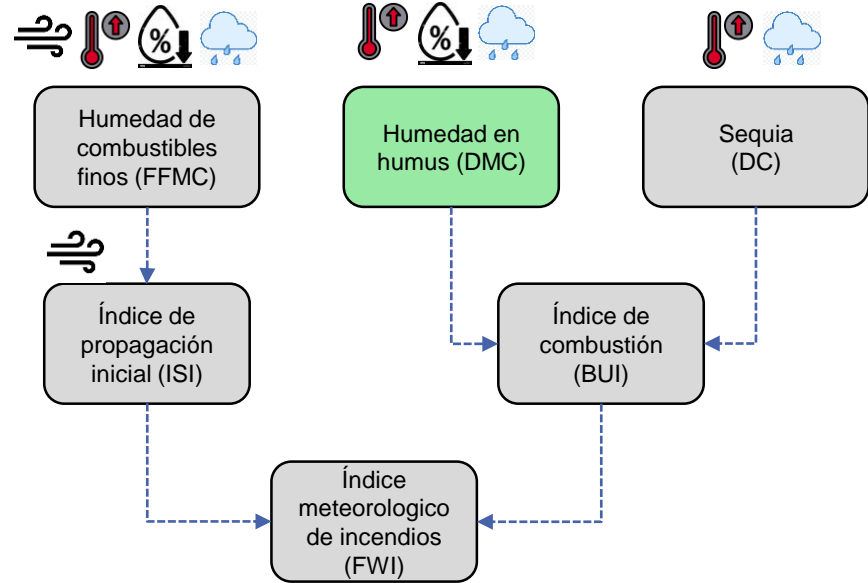 %
%
Humedad de
combustibles
finos (FFMC)
Humedad en
humus (DMC)
Sequia
(DC)
Índice de
propagación
inicial (ISI)
Índice de
combustión
(BUI)
Índice
meteorologico
de incendios
(FWI)